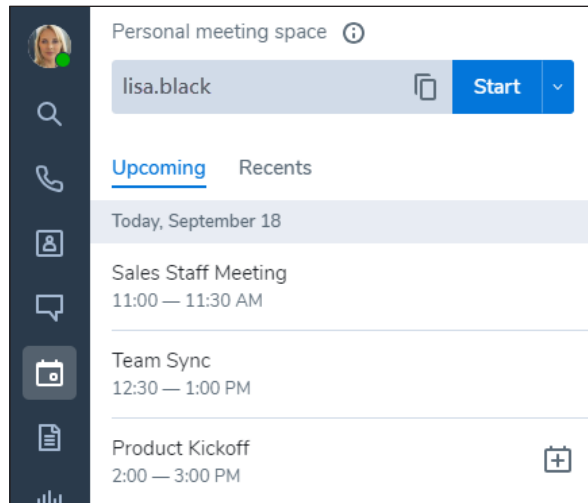 Personal meeting space
lisa.black
Start
Upcoming Recents
Today, September 18
Sales Staff Meeting
11:00 — 11:30 AM
Team Sync
12:30 — 1:00 PM
Product Kickoff
2:00 — 3:00 PM